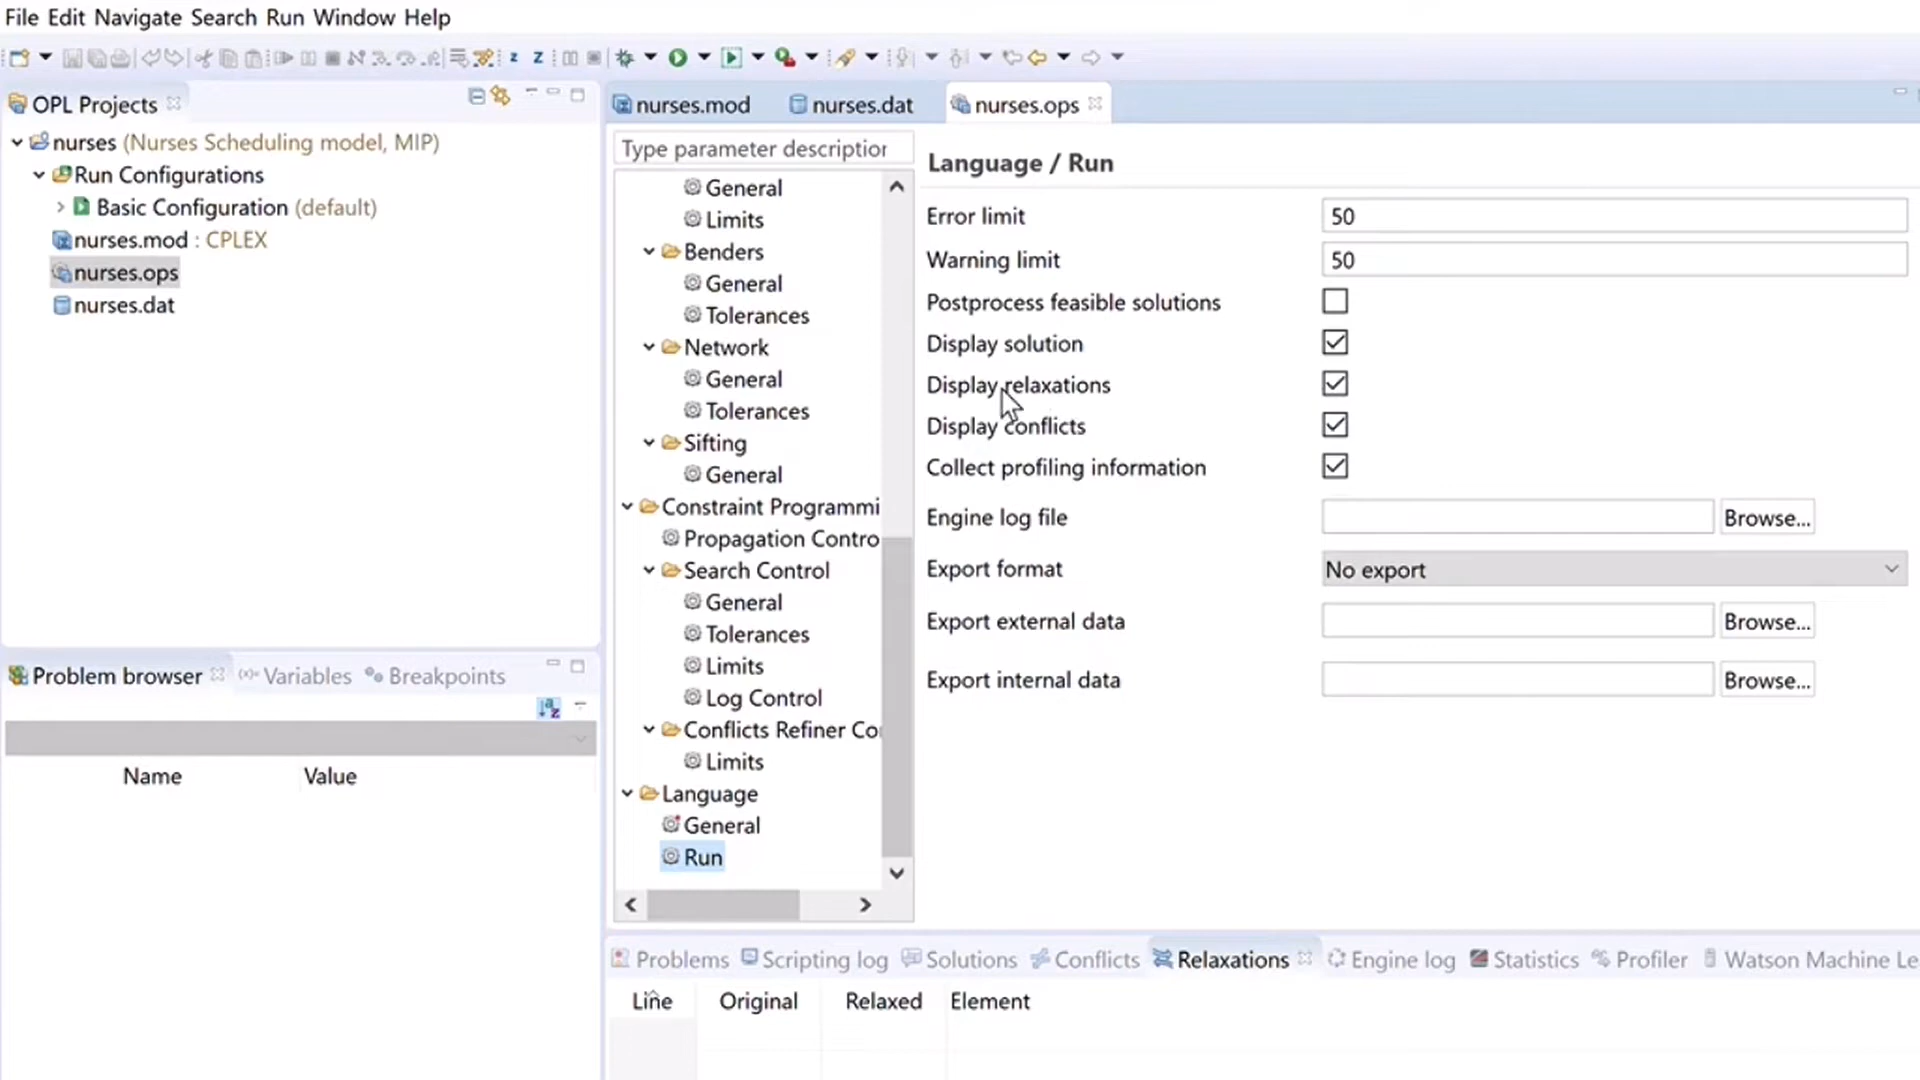 File Edit Navigate Search Run Window Help
OPL Projects
nurses (Nurses Scheduling model, MIP)
Run Configurations
Basic Configuration (default)
nurses.mod : CPLEX
nurses.ops
nurses.dat
Problem browser
Variables
Breakpoints
Name Value
nurses.mod
nurses.dat
nurses.ops
Type parameter description
General
Limits
Benders
General
Tolerances
Network
General
Tolerances
Sifting
General
Constraint Programmi
Propagation Contro
Search Control
General
Tolerances
Limits
Log Control
Conflicts Refiner Co
Limits
Language
General
Run
Language / Run
Error limit 50
Warning limit 50
Postprocess feasible solutions
Display solution
Display relaxations
Display conflicts
Collect profiling information
Engine log file Browse...
Export format No export
Export external data Browse...
Export internal data Browse...
Problems Scripting log Solutions Conflicts Relaxations Engine log Statistics Profiler Watson Machine Le
Line Original Relaxed Element